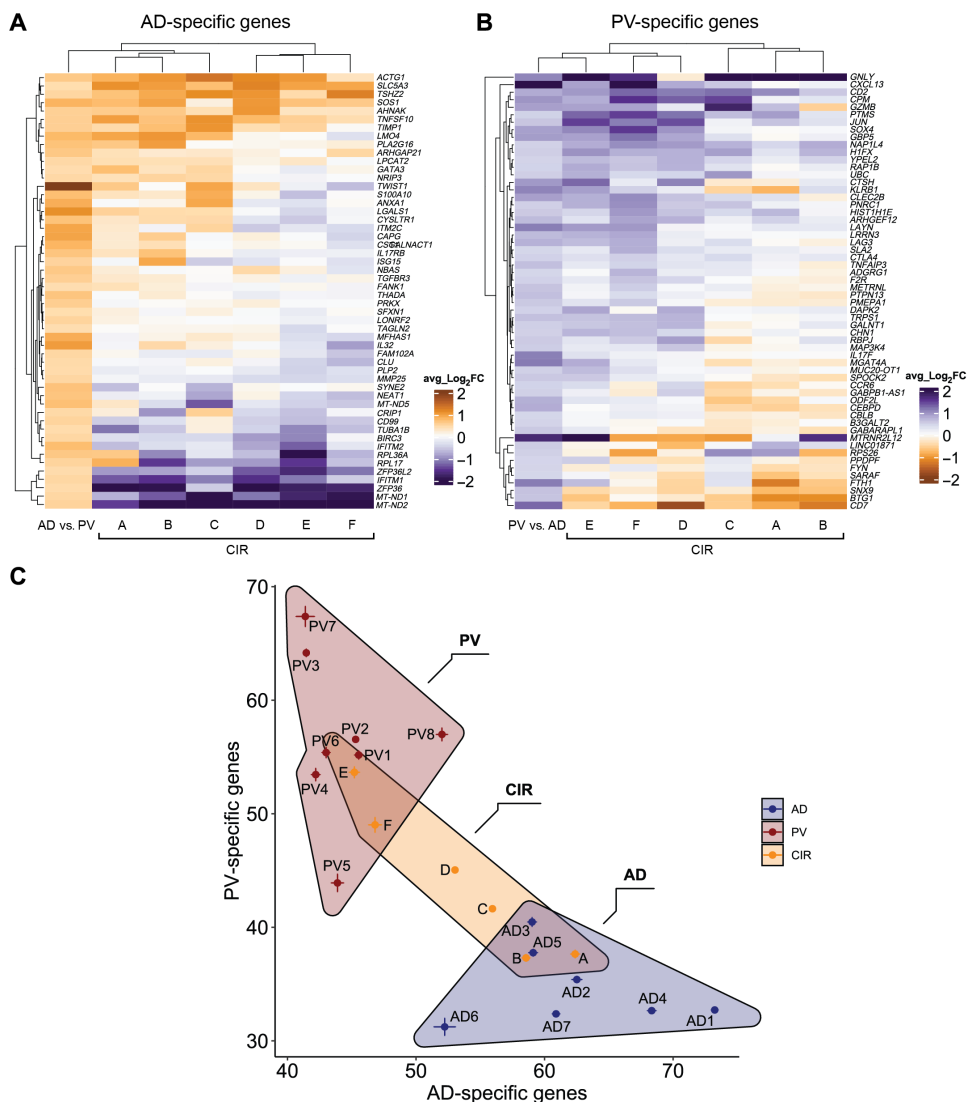 A
AD-specific genes
ACTG1
SLC5A3
TSHZ2
SOS1
AHNAK
TNFSF10
TIMP1
LMO4
PLA2G16
ARHGAP21
LPCAT2
GATA3
NRIP3
TWIST1
S100A10
ANXA1
LGALS1
CYSLTR1
ITM2C
CAPG
CSGALNACT1
IL17RB
ISG15
NBAS
TGFBR3
FANK1
THADA
PRKX
SFXN1
LONRF2
TAGLN2
MFHAS1
IL32
FAM102A
CLU
PLP2
MMP25
SYNE2
NEAT1
MT-ND5
CRIP1
CD99
TUBA1B
BIRC3
IFITM2
RPL36A
RPL17
ZFP36L2
IFITM1
ZFP36
MT-ND1
MT-ND2
avg_Log2FC
2
1
0
−1
−2
AD vs. PV A B C D E F
CIR
B
PV-specific genes
GNLY
CXCL13
CD2
CPM
GZMB
PTMS
JUN
SOX4
GBP5
NAP1L4
H1FX
YPEL2
RAP1B
UBC
CTSH
KLRB1
CLEC2B
PNRC1
HIST1H1E
ARHGEF12
LAYN
LRRN3
LAG3
SLA2
CTLA4
TNFAIP3
ADGRG1
F2R
METRNL
PTPN13
PMEPA1
DAPK2
TRPS1
GALNT1
CHN1
RBPJ
MAP3K4
IL17F
MGAT4A
MUC20-OT1
SPOCK2
CCR6
GABPB1-AS1
ODF2L
CEBPD
CBLB
B3GALT2
GABARAPL1
MTRNR2L12
LINC01871
RPS26
PPDPF
FYN
SARAF
FTH1
SNX9
BTG1
CD7
avg_Log2FC
2
1
0
−1
−2
PV vs. AD E F D C A B
CIR
C
PV-specific genes
70
60
50
40
30
PV7
PV3
PV
PV2
PV8
PV6
PV1
E
PV4
CIR
F
PV5
D
AD
C
AD3
AD5
B
A
AD2
AD4
AD1
AD6
AD7
AD
PV
CIR
40 50 60 70
AD-specific genes